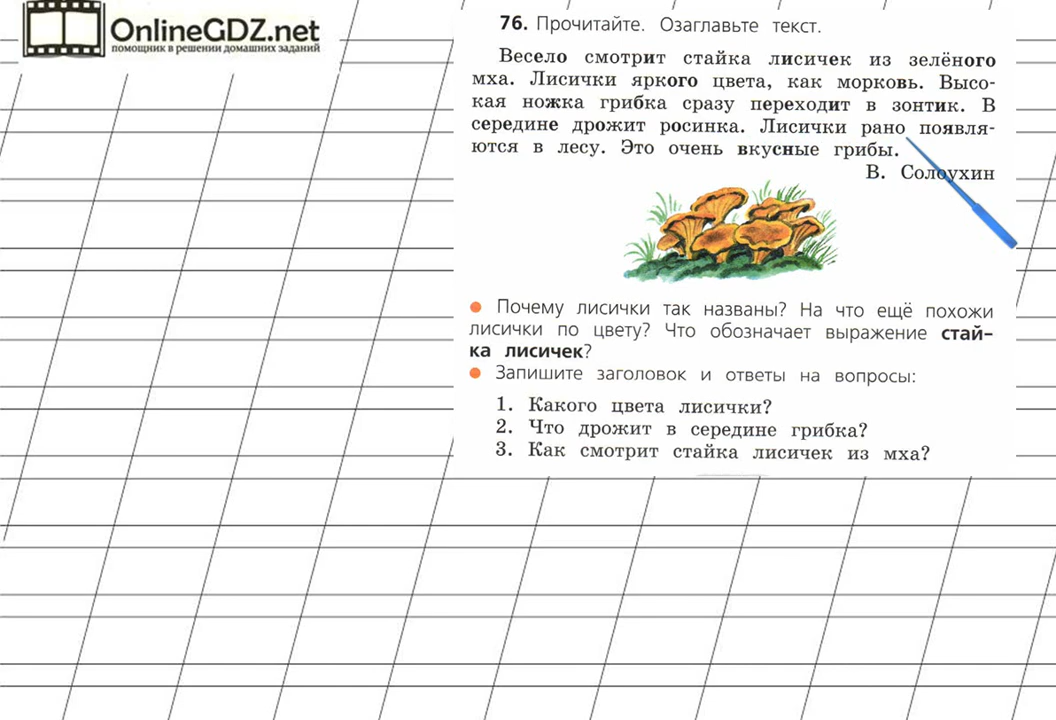 OnlineGDZ.net
помощник в решении домашних заданий
76. Прочитайте. Озаглавьте текст.
Весело смотрит стайка лисичек из зелёного
мха. Лисички яркого цвета, как морковь. Высо-
кая ножка грибка сразу переходит в зонтик. В
середине дрожит росинка. Лисички рано появля-
ются в лесу. Это очень вкусные грибы.
В. Солоухин
Почему лисички так названы? На что ещё похожи
лисички по цвету? Что обозначает выражение стай-
ка лисичек?
Запишите заголовок и ответы на вопросы:
1. Какого цвета лисички?
2. Что дрожит в середине грибка?
3. Как смотрит стайка лисичек из мха?